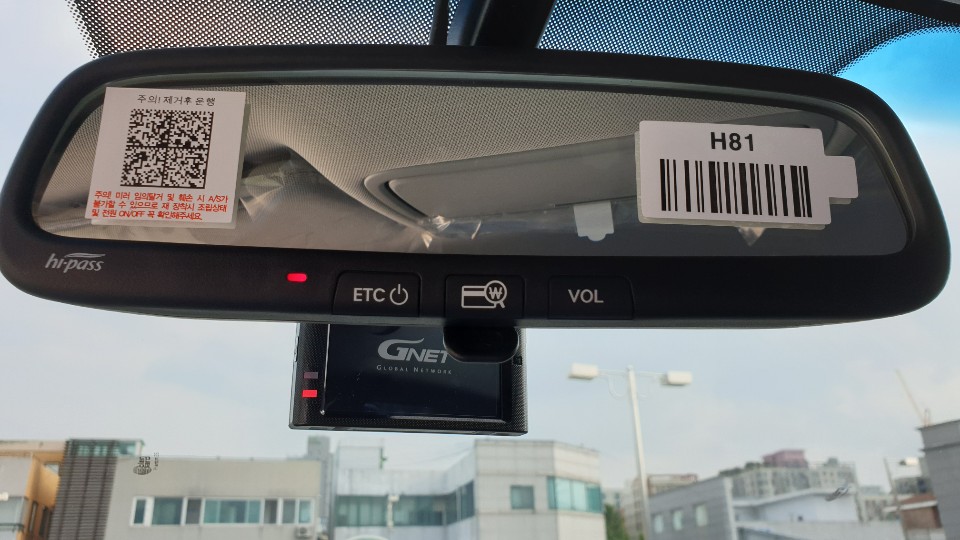 주의! 제거후 운행
주의! 미러 임의탈거 및 훼손 시 A/S가
불가할 수 있으므로 재 장착시 조립상태
및 전원 ON/OFF 꼭 확인해주세요.
H81
hi-pass
ETC
VOL
GNET
GLOBAL NETWORK